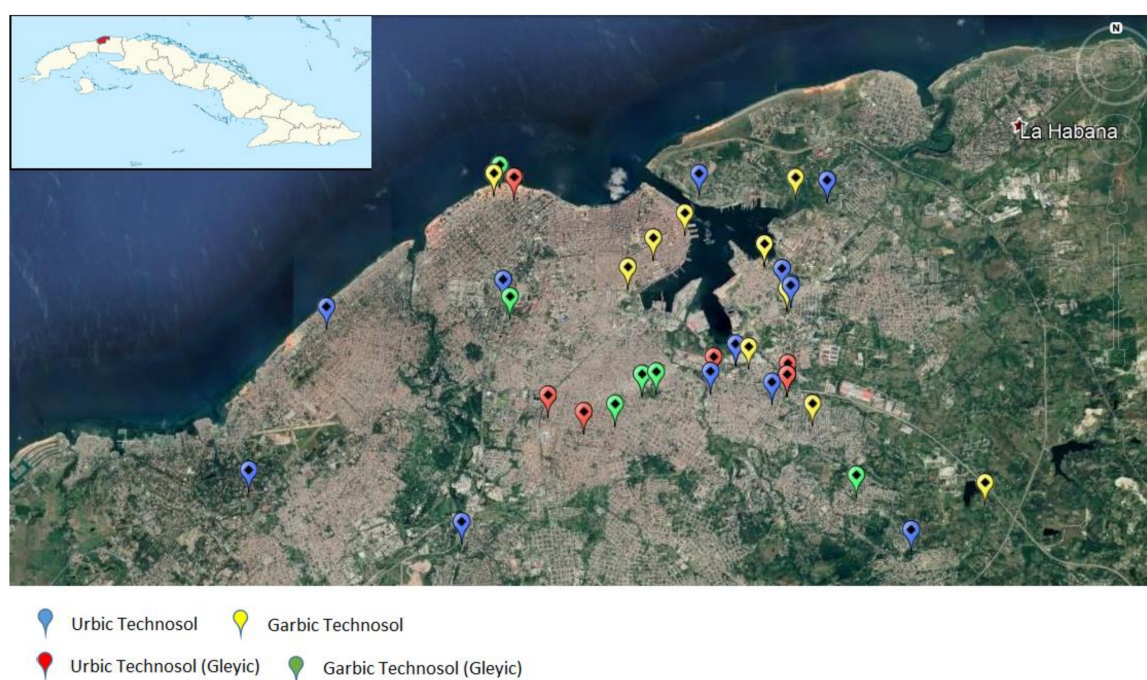 N
La Habana
Urbic Technosol
Garbic Technosol
Urbic Technosol (Gleyic)
Garbic Technosol (Gleyic)